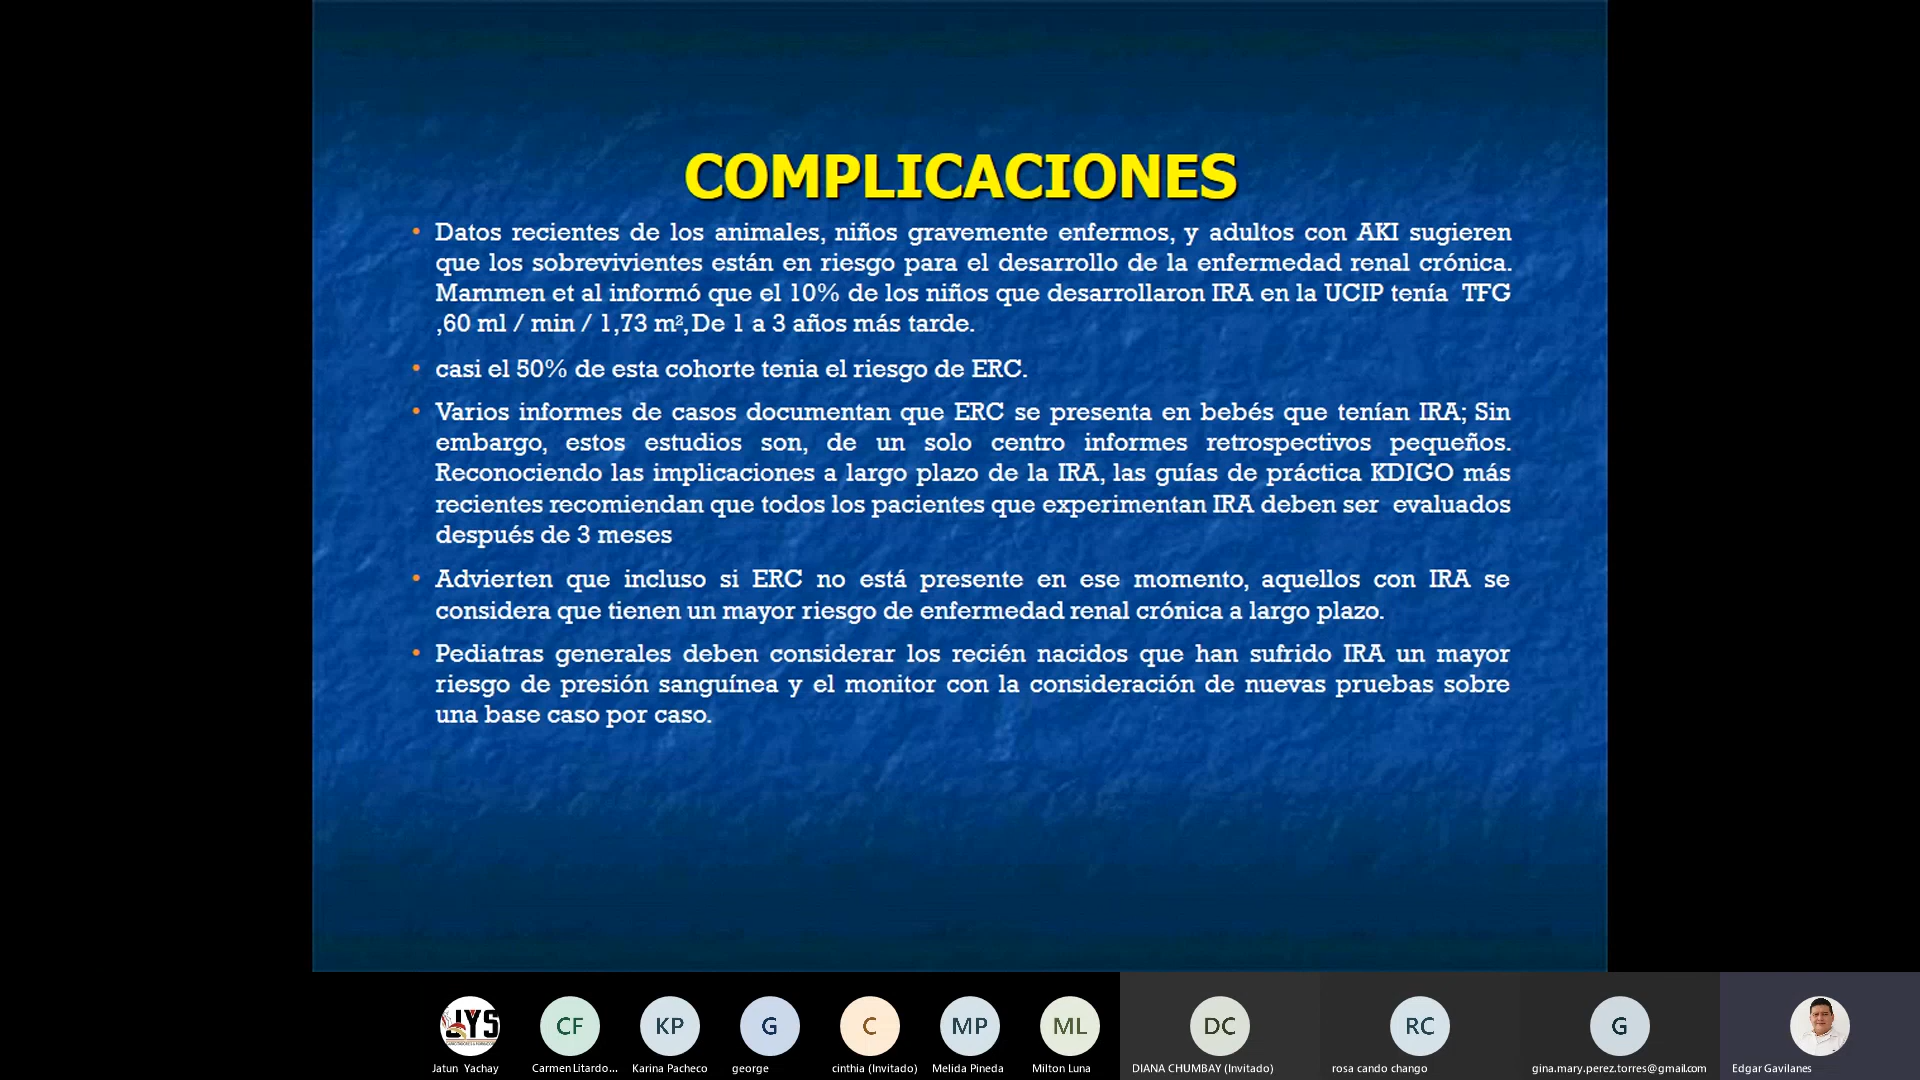 COMPLICACIONES
• Datos recientes de los animales, niños gravemente enfermos, y adultos con AKI sugieren
que los sobrevivientes están en riesgo para el desarrollo de la enfermedad renal crónica.
Mammen et al informó que el 10% de los niños que desarrollaron IRA en la UCIP tenía TFG
,60 ml / min / 1,73 m²,De 1 a 3 años más tarde.
• casi el 50% de esta cohorte tenia el riesgo de ERC.
• Varios informes de casos documentan que ERC se presenta en bebés que tenían IRA; Sin
embargo, estos estudios son, de un solo centro informes retrospectivos pequeños.
Reconociendo las implicaciones a largo plazo de la IRA, las guías de práctica KDIGO más
recientes recomiendan que todos los pacientes que experimentan IRA deben ser evaluados
después de 3 meses
• Advierten que incluso si ERC no está presente en ese momento, aquellos con IRA se
considera que tienen un mayor riesgo de enfermedad renal crónica a largo plazo.
• Pediatras generales deben considerar los recién nacidos que han sufrido IRA un mayor
riesgo de presión sanguínea y el monitor con la consideración de nuevas pruebas sobre
una base caso por caso.
JYS CF KP G C MP ML DC RC G
Jatun Yachay Carmen Litardo... Karina Pacheco george cinthia (Invitado) Melida Pineda Milton Luna DIANA CHUMBAY (Invitado) rosa cando chango gina.mary.perez.torres@gmail.com Edgar Gavilanes